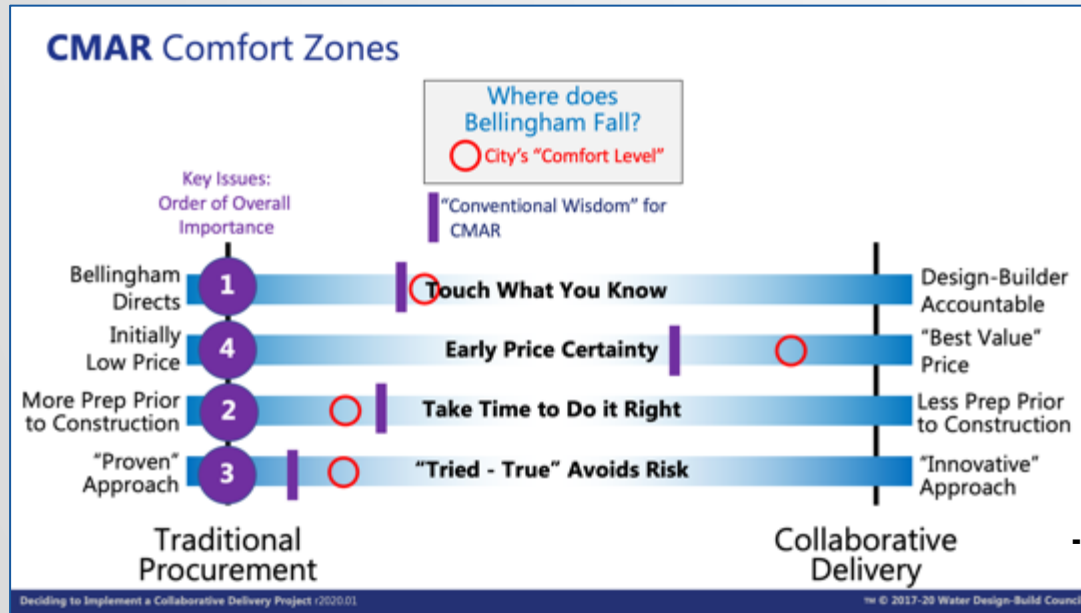 CMAR Comfort Zones
Where does
Bellingham Fall?
City's "Comfort Level"
Key Issues:
Order of Overall
Importance
"Conventional Wisdom" for
CMAR
Bellingham
Directs
1
Touch What You Know
Design-Builder
Accountable
Initially
Low Price
4
Early Price Certainty
"Best Value"
Price
More Prep Prior
to Construction
2
Take Time to Do it Right
Less Prep Prior
to Construction
"Proven"
Approach
3
"Tried - True" Avoids Risk
"Innovative"
Approach
Traditional
Procurement
Collaborative
Delivery
-
Deciding to Implement a Collaborative Delivery Project r2020.01
™ © 2017-20 Water Design-Build Council